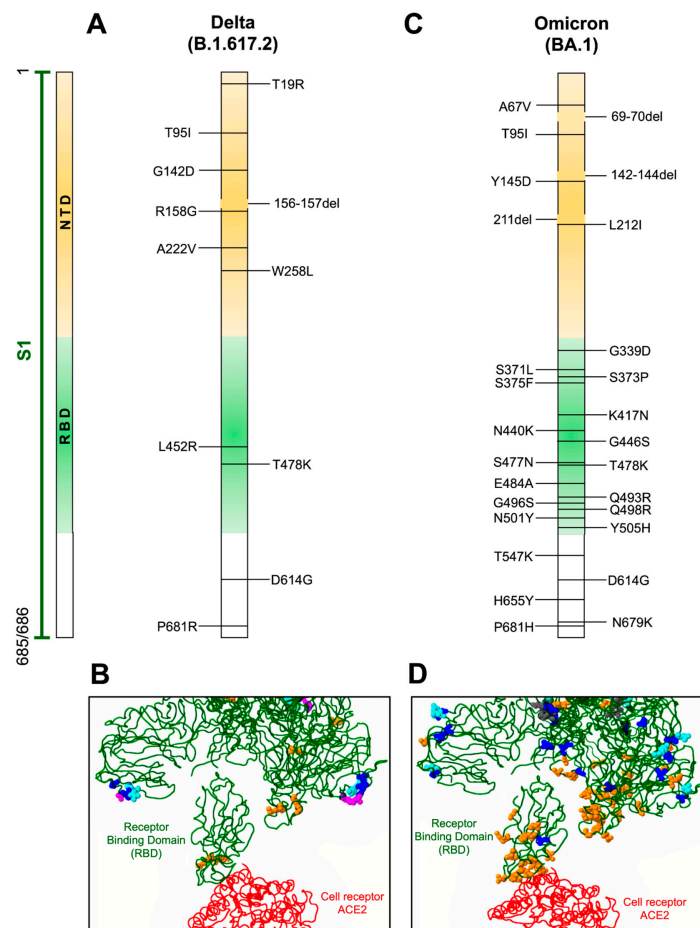 A
Delta
(B.1.617.2)
C
Omicron
(BA.1)
1
S1
685/686
NTD
RBD
T19R
T95I
G142D
156-157del
R158G
A222V
W258L
L452R
T478K
D614G
P681R
A67V
69-70del
T95I
142-144del
Y145D
211del
L212I
G339D
S371L
S373P
S375F
K417N
N440K
G446S
S477N
T478K
E484A
Q493R
G496S
Q498R
N501Y
Y505H
T547K
D614G
H655Y
N679K
P681H
B
Receptor
Binding Domain
(RBD)
Cell receptor
ACE2
D
Receptor
Binding Domain
(RBD)
Cell receptor
ACE2